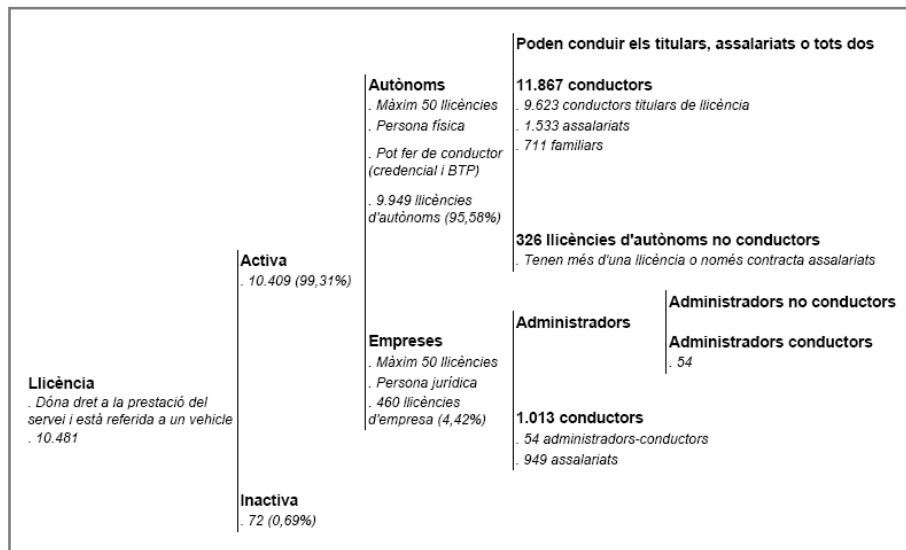 Llicència
. Dóna dret a la prestació del
servei i està referida a un vehicle
. 10.481
Activa
. 10.409 (99,31%)
Autònoms
. Màxim 50 llicències
. Persona física
. Pot fer de conductor
(credencial i BTP)
. 9.949 llicències
d'autònoms (95,58%)
Poden conduir els titulars, assalariats o tots dos
11.867 conductors
. 9.623 conductors titulars de llicència
. 1.533 assalariats
. 711 familiars
326 llicències d'autònoms no conductors
. Tenen més d'una llicència o només contracta assalariats
Empreses
. Màxim 50 llicències
. Persona jurídica
. 460 llicències
d'empresa (4,42%)
Administradors
Administradors no conductors
Administradors conductors
. 54
1.013 conductors
. 54 administradors-conductors
. 949 assalariats
Inactiva
. 72 (0,69%)